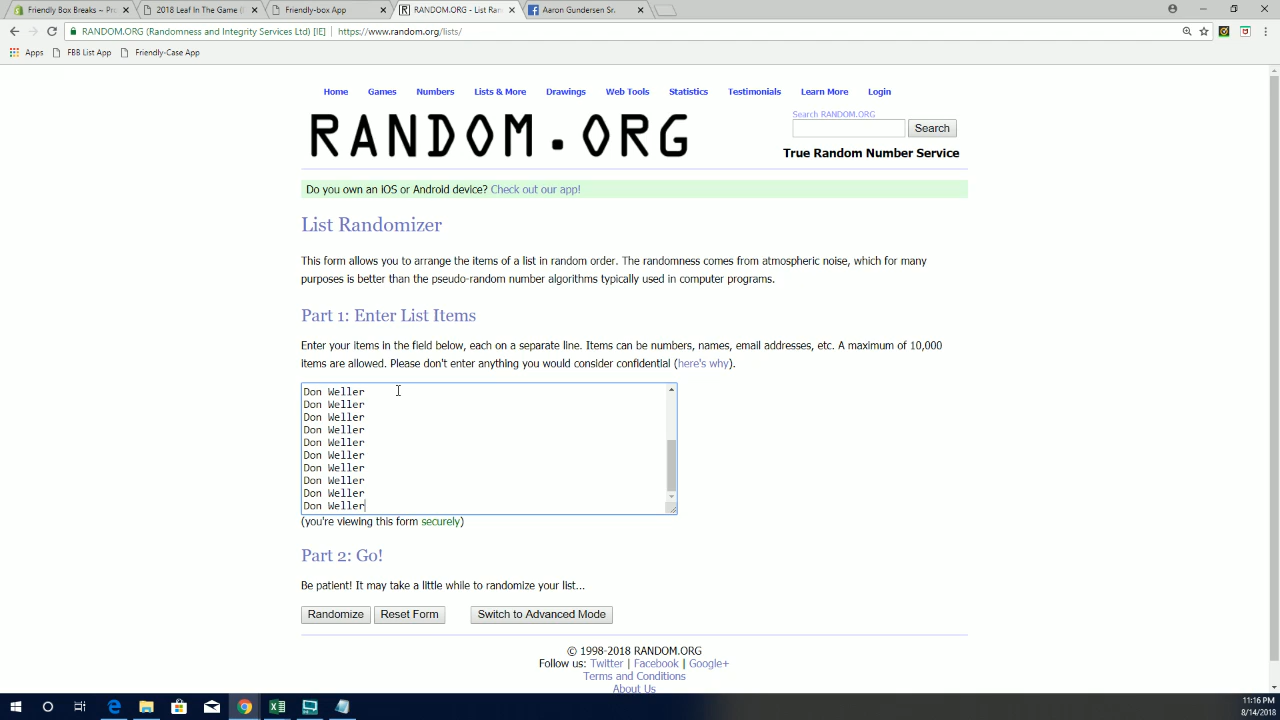 Friendly Box Breaks ~ Pr
2018 Leaf In The Game (
Friendly-box App
RANDOM.ORG - List Ran
Aaron Gundersen Sr.
RANDOM.ORG (Randomness and Integrity Services Ltd) [IE] | https://www.random.org/lists/
Apps FBB List App Friendly-Case App
Home Games Numbers Lists & More Drawings Web Tools Statistics Testimonials Learn More Login
Search RANDOM.ORG
RANDOM.ORG
Search
True Random Number Service
Do you own an iOS or Android device? Check out our app!
List Randomizer
This form allows you to arrange the items of a list in random order. The randomness comes from atmospheric noise, which for many
purposes is better than the pseudo-random number algorithms typically used in computer programs.
Part 1: Enter List Items
Enter your items in the field below, each on a separate line. Items can be numbers, names, email addresses, etc. A maximum of 10,000
items are allowed. Please don't enter anything you would consider confidential (here's why).
Don Weller
Don Weller
Don Weller
Don Weller
Don Weller
Don Weller
Don Weller
Don Weller
Don Weller
Don Weller
(you're viewing this form securely)
Part 2: Go!
Be patient! It may take a little while to randomize your list...
Randomize Reset Form Switch to Advanced Mode
© 1998-2018 RANDOM.ORG
Follow us: Twitter | Facebook | Google+
Terms and Conditions
About Us
11:16 PM
8/14/2018